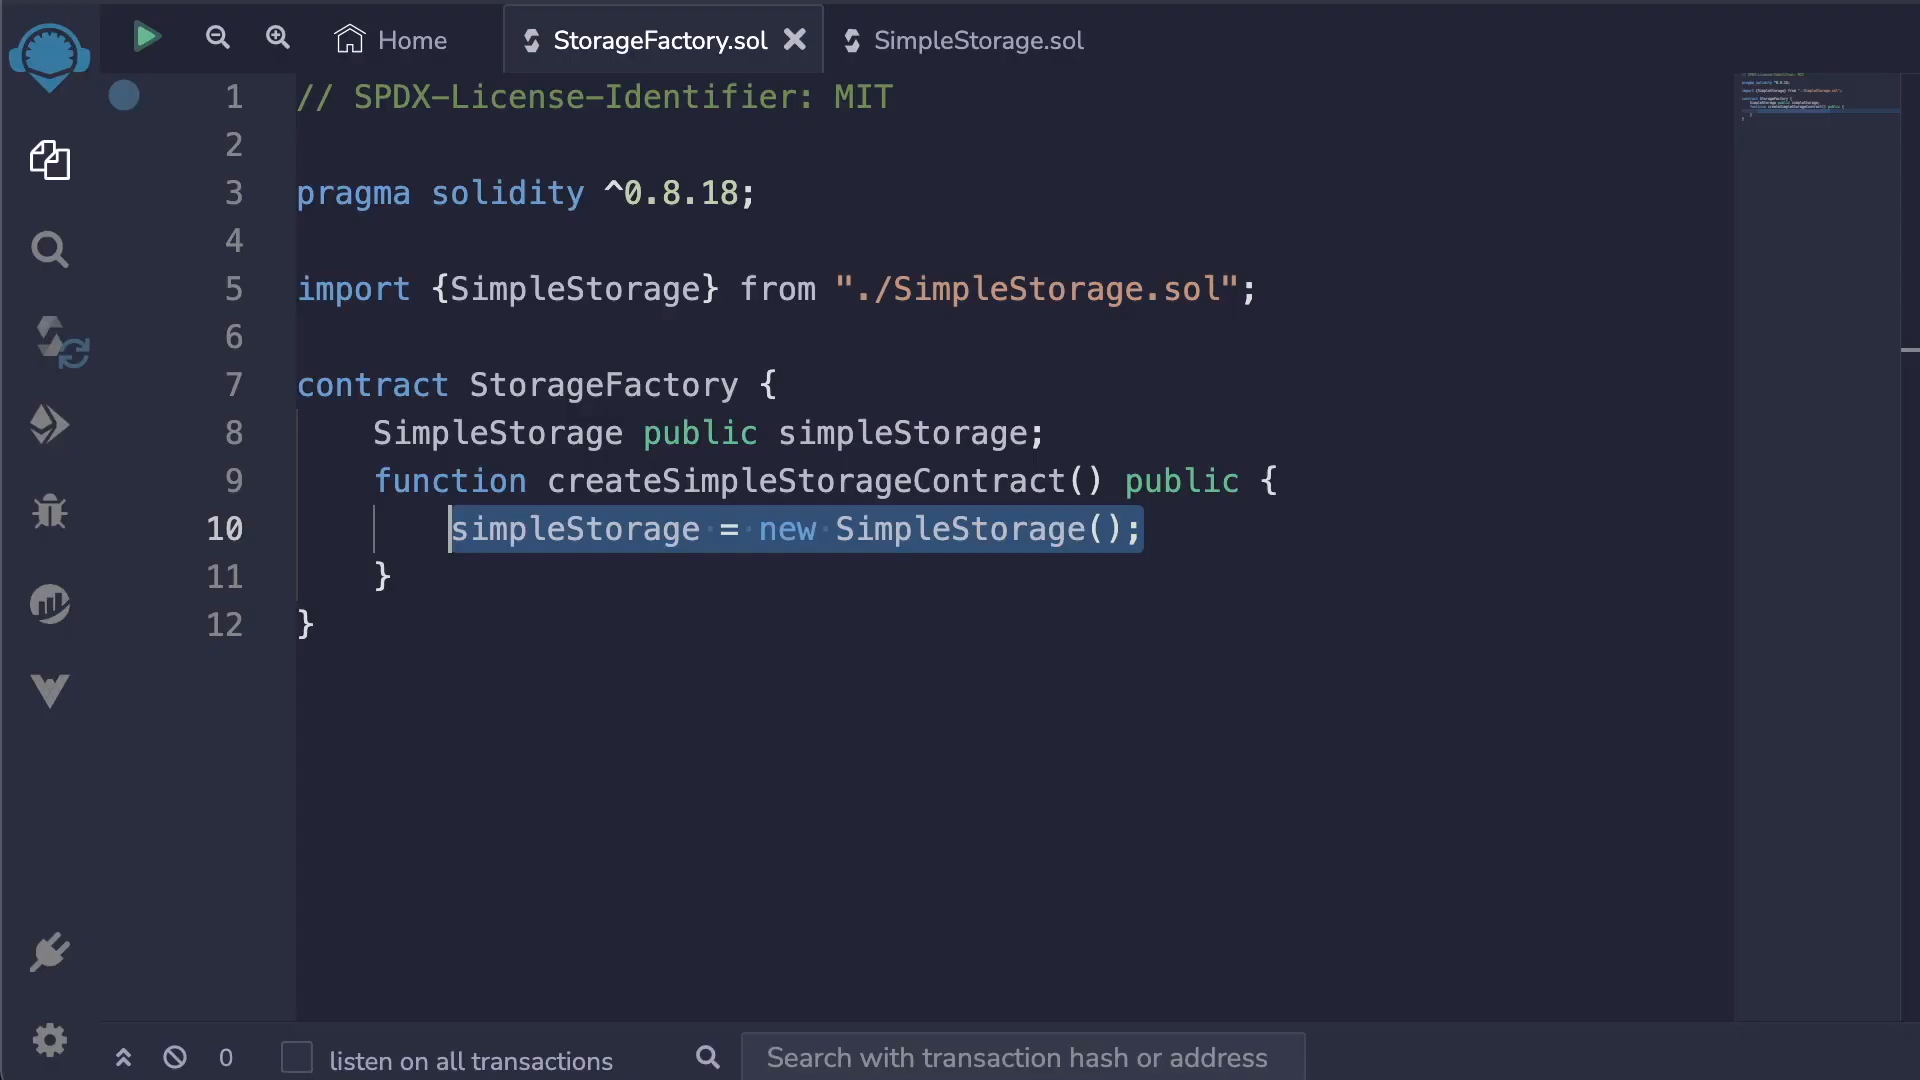 Home StorageFactory.sol SimpleStorage.sol
1 // SPDX-License-Identifier: MIT
2
3 pragma solidity ^0.8.18;
4
5 import {SimpleStorage} from "./SimpleStorage.sol";
6
7 contract StorageFactory {
8 SimpleStorage public simpleStorage;
9 function createSimpleStorageContract() public {
10 simpleStorage = new SimpleStorage();
11 }
12 }
0 listen on all transactions Search with transaction hash or address